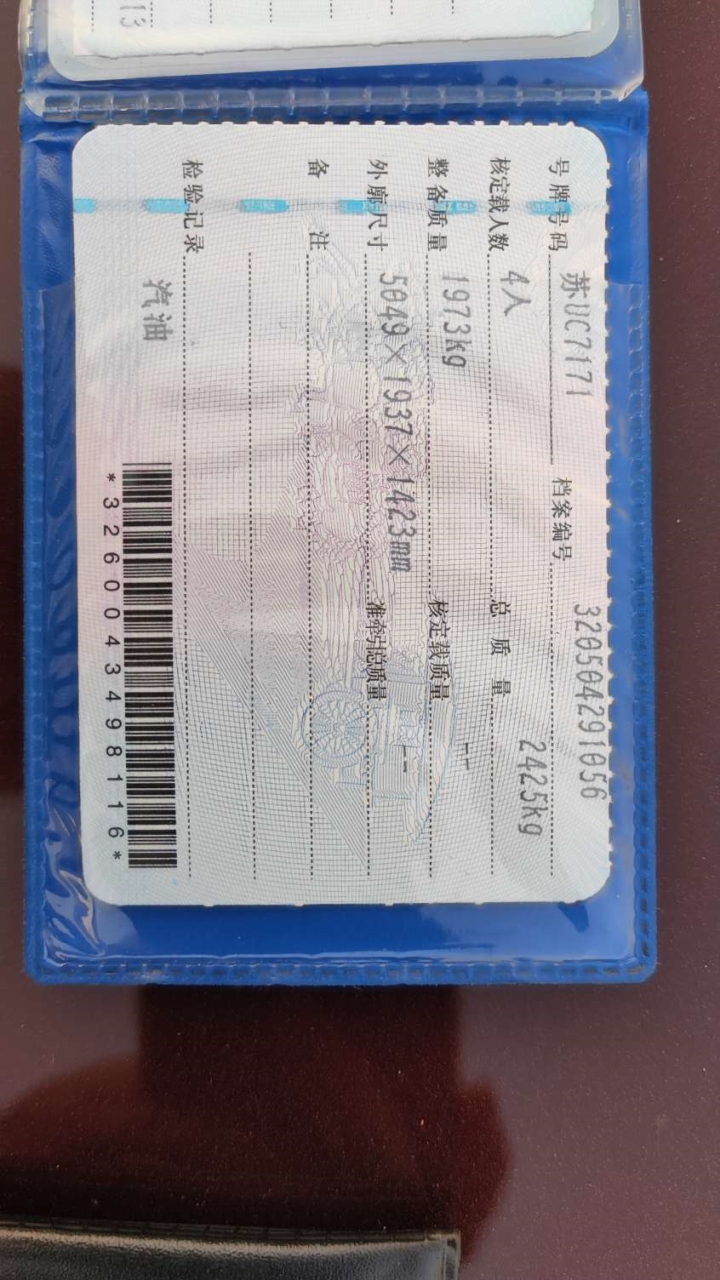 号牌号码 苏UC7171 档案编号 320504291056
核定载人数 4人 总质量 2425kg
整备质量 1973kg 核定载质量 --
外廓尺寸 5049×1937×1423mm 准牵引总质量 --
备注
检验记录
汽油
*3260043498116*